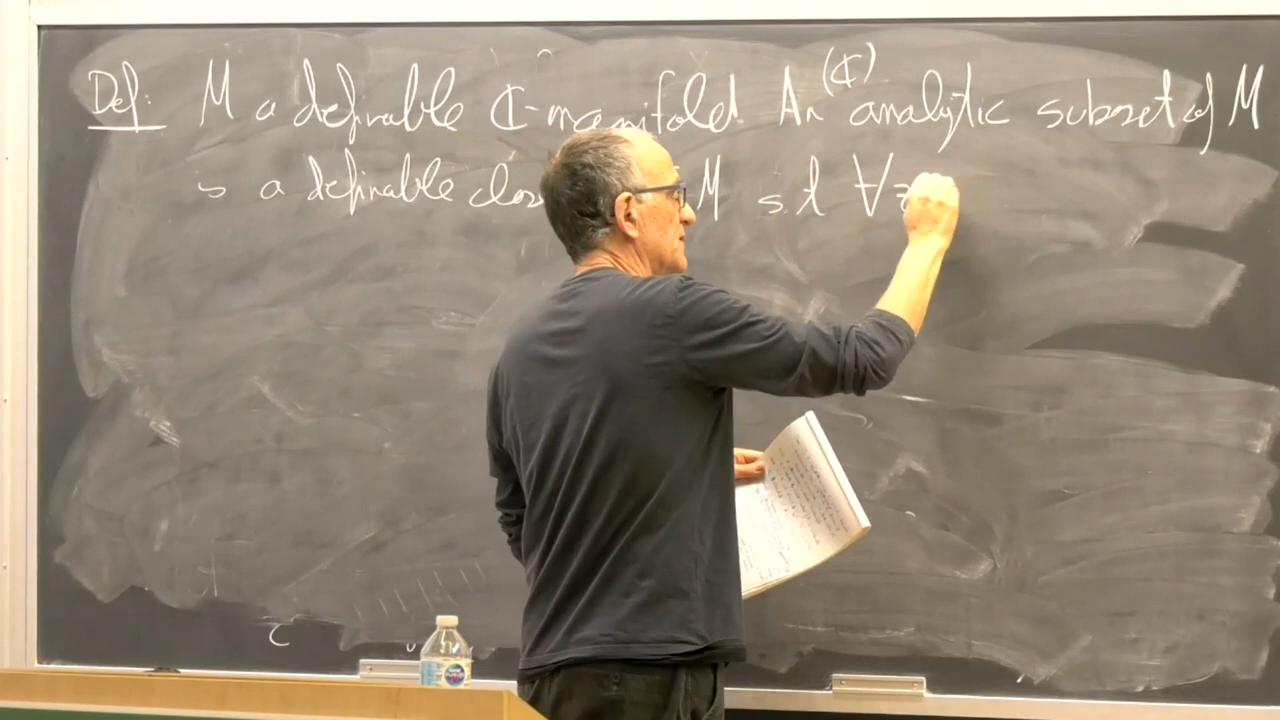 Def: M a definable ℂ-manifold. An (ℂ) analytic subset of M
is a definable clos M s.t ∀z